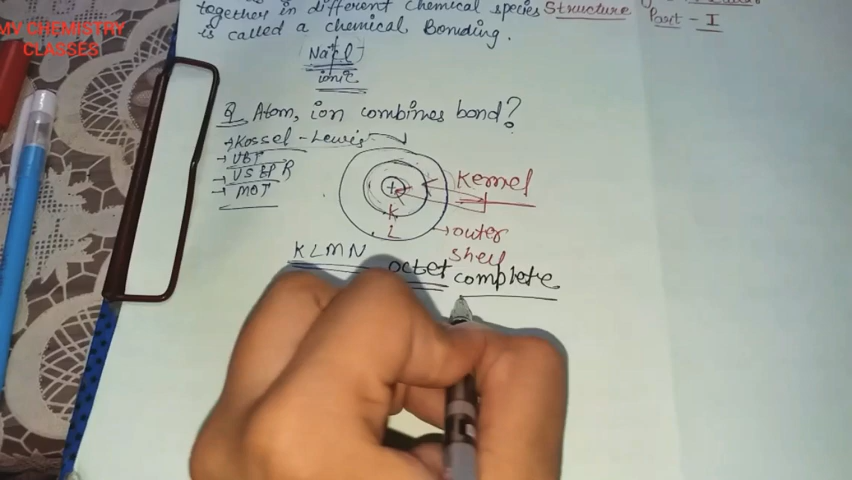 together in different Chemical species Structure
Part - I
is called a chemical Bonding.
MY CHEMISTRY
CLASSES
ionic
Q. Atom, ion combines bond?
→ Kossel - Lewis
→ VBT
→ VSEPR
→ MOT
+
Kernel
K
L
→ outer
shell
KLMN
octet complete